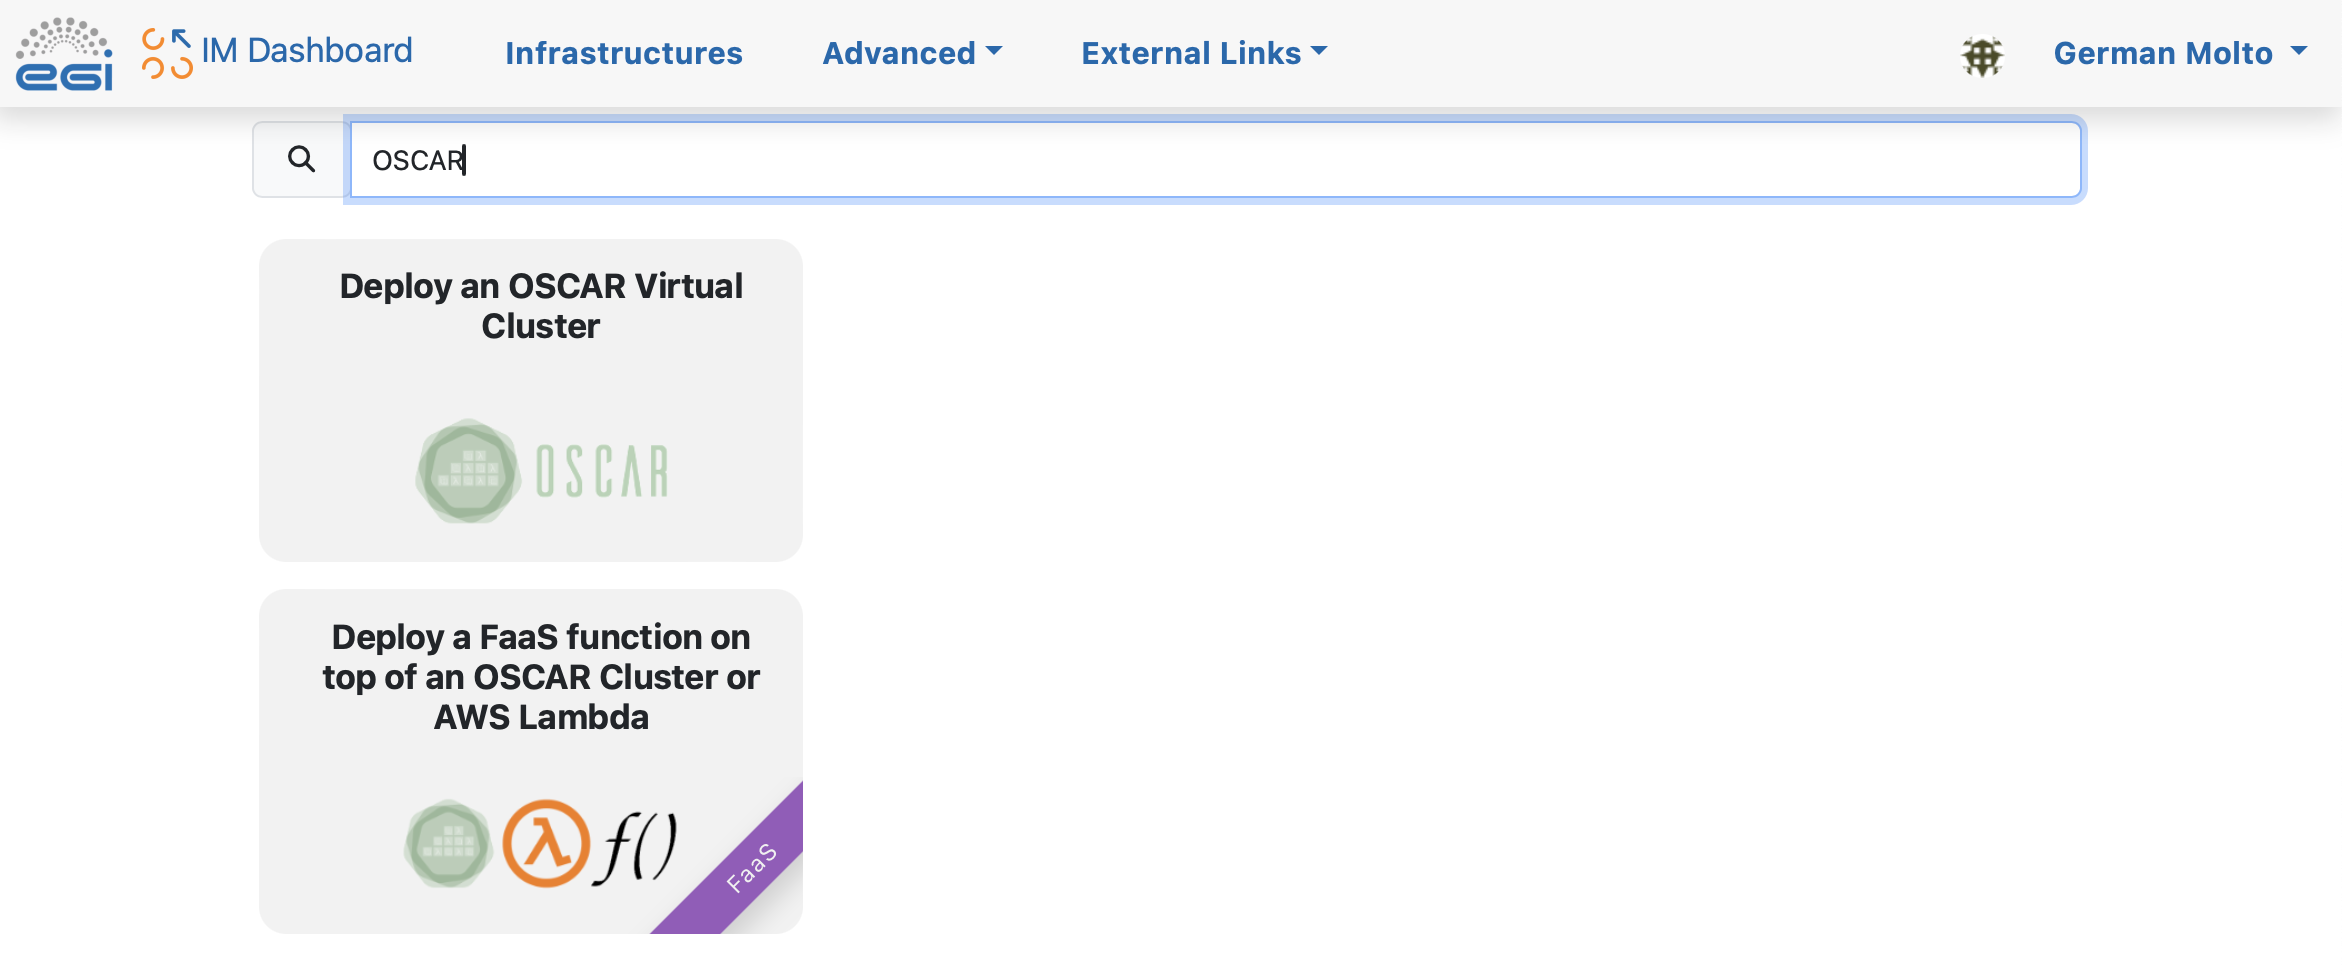 egi IM Dashboard Infrastructures Advanced External Links German Molto
OSCAR
Deploy an OSCAR Virtual
Cluster
OSCAR
Deploy a FaaS function on
top of an OSCAR Cluster or
AWS Lambda
λ f()
FaaS